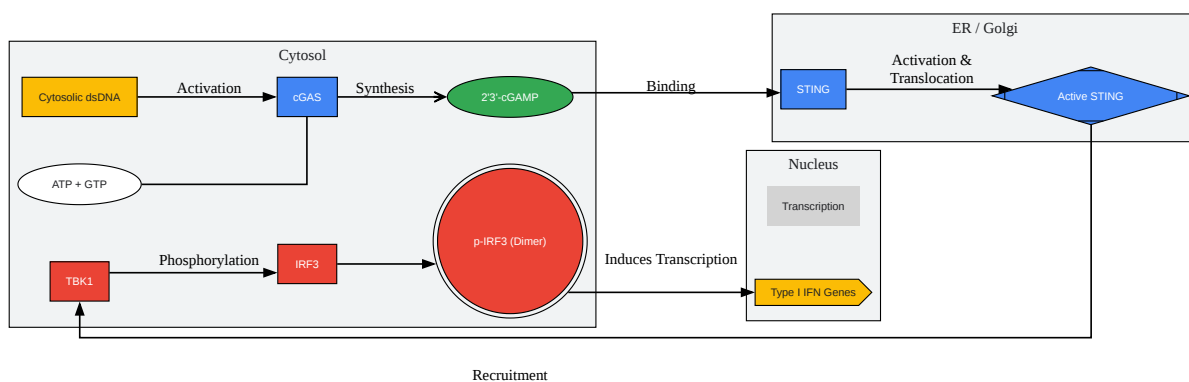 ER / Golgi
Cytosol
Activation &
Translocation
Cytosolic dsDNA
Activation
cGAS
Synthesis
2'3'-cGAMP
Binding
STING
Active STING
Nucleus
ATP + GTP
Transcription
p-IRF3 (Dimer)
Phosphorylation
IRF3
Induces Transcription
TBK1
Type I IFN Genes
Recruitment